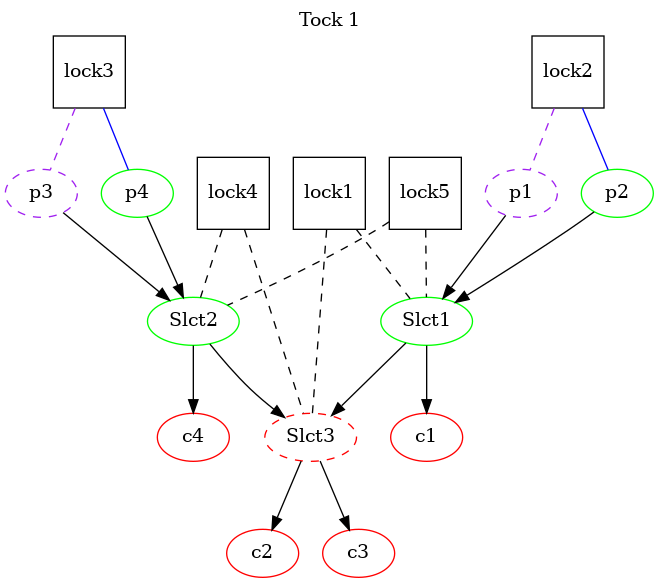 Tock 1
lock3
lock2
p3
p4
lock4
lock1
lock5
p1
p2
Slct2
Slct1
c4
Slct3
c1
c2
c3